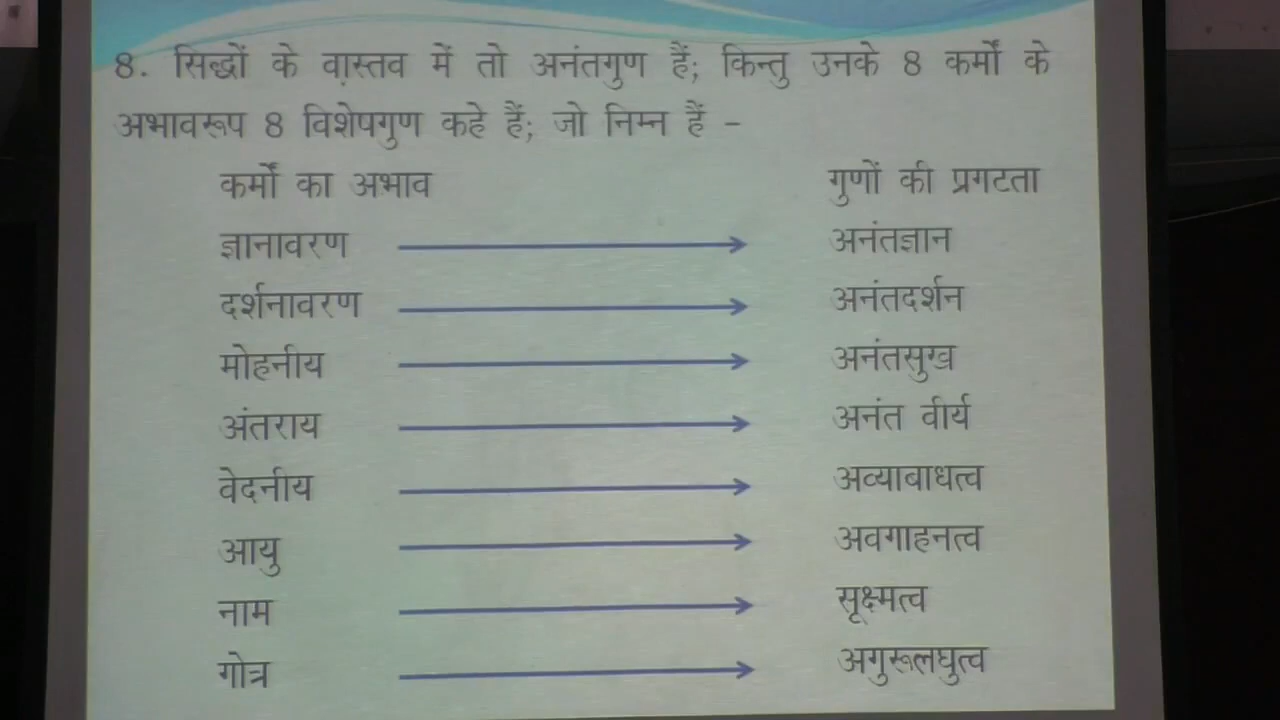 8. सिद्धों के वास्तव में तो अनंतगुण हैं; किन्तु उनके 8 कर्मों के
अभावरूप 8 विशेषगुण कहे हैं; जो निम्न हैं -
कर्मों का अभाव गुणों की प्रगटता
ज्ञानावरण → अनंतज्ञान
दर्शनावरण → अनंतदर्शन
मोहनीय → अनंतसुख
अंतराय → अनंत वीर्य
वेदनीय → अव्याबाधत्व
आयु → अवगाहनत्व
नाम → सूक्ष्मत्व
गोत्र → अगुरूलघुत्व